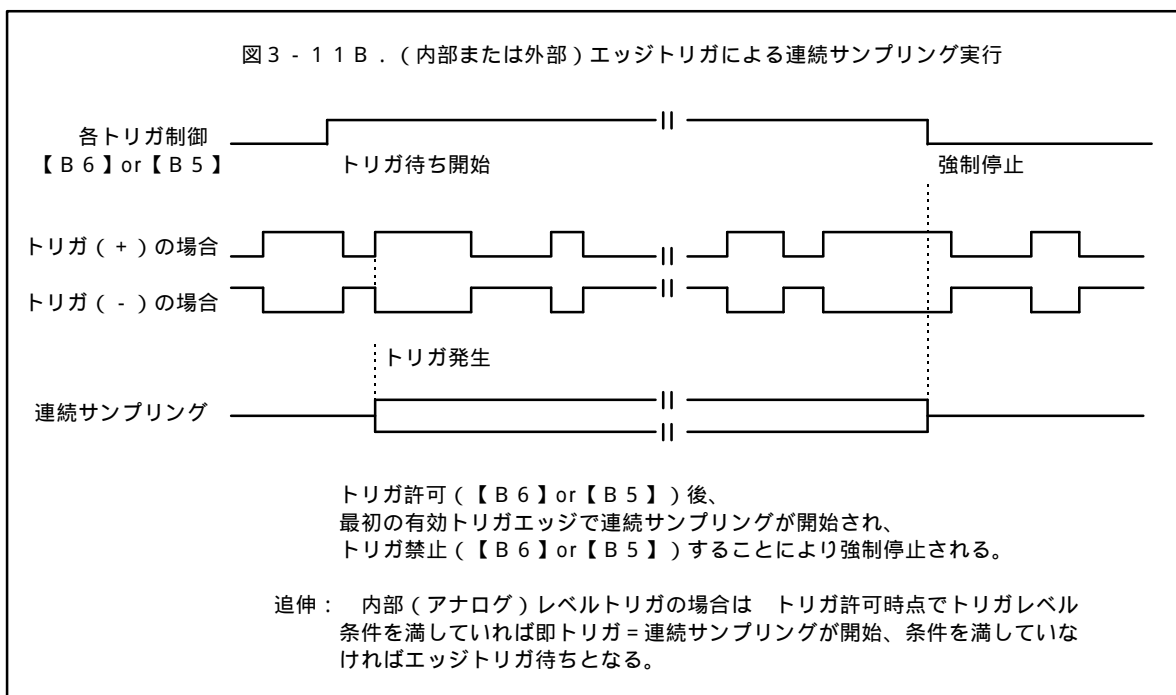 図3-11B.(内部または外部)エッジトリガによる連続サンプリング実行
各トリガ制御
【B6】or【B5】
トリガ待ち開始
強制停止
トリガ(+)の場合
トリガ(-)の場合
トリガ発生
連続サンプリング
トリガ許可(【B6】or【B5】)後、
最初の有効トリガエッジで連続サンプリングが開始され、
トリガ禁止(【B6】or【B5】)することにより強制停止される。
追伸: 内部(アナログ)レベルトリガの場合は トリガ許可時点でトリガレベル
条件を満していれば即トリガ=連続サンプリングが開始、条件を満していな
ければエッジトリガ待ちとなる。